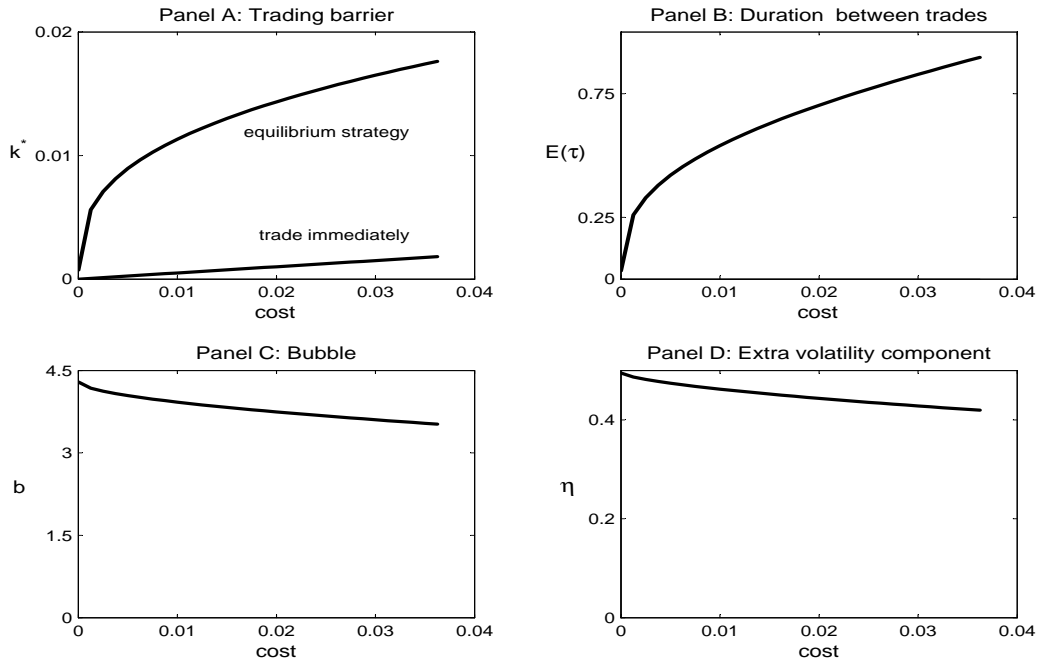 Panel A: Trading barrier
0.02
0.01
0
k*
equilibrium strategy
trade immediately
0 0.01 0.02 0.03 0.04
cost
Panel B: Duration between trades
0.75
0.25
0
E(τ)
0 0.01 0.02 0.03 0.04
cost
Panel C: Bubble
4.5
3
1.5
0
b
0 0.01 0.02 0.03 0.04
cost
Panel D: Extra volatility component
0.4
0.2
0
η
0 0.01 0.02 0.03 0.04
cost